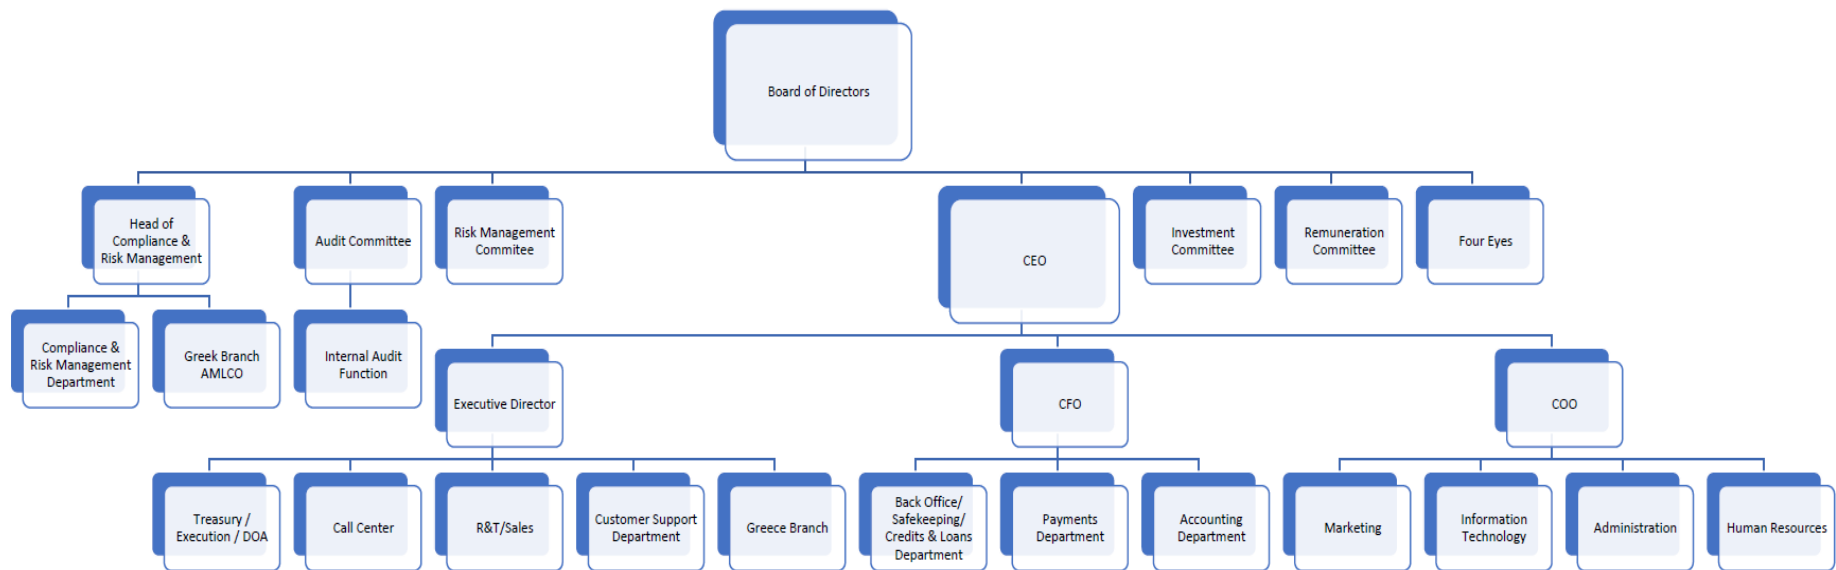 Board of Directors
Head of
Compliance &
Risk Management
Audit Committee
Risk Management
Commitee
CEO
Investment
Committee
Remuneration
Committee
Four Eyes
Compliance &
Risk Management
Department
Greek Branch
AMLCO
Internal Audit
Function
Executive Director
CFO
COO
Treasury /
Execution / DOA
Call Center
R&T/Sales
Customer Support
Department
Greece Branch
Back Office/
Safekeeping/
Credits & Loans
Department
Payments
Department
Accounting
Department
Marketing
Information
Technology
Administration
Human Resources